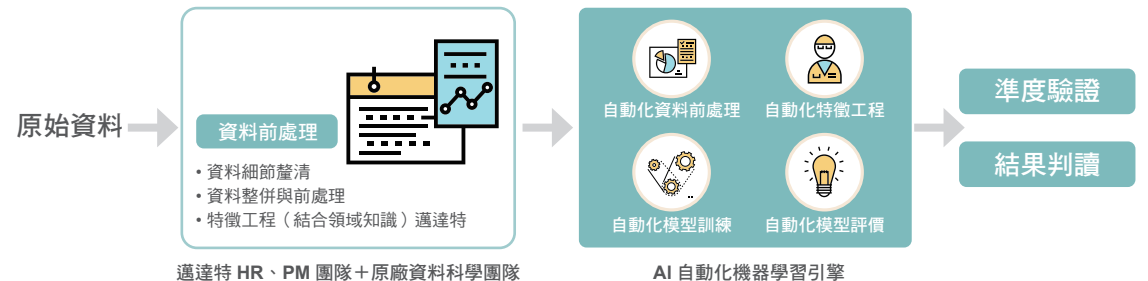 原始資料
資料前處理
• 資料細節釐清
• 資料整併與前處理
• 特徵工程（結合領域知識）邁達特
邁達特 HR、PM 團隊＋原廠資料科學團隊
自動化資料前處理
自動化特徵工程
自動化模型訓練
自動化模型評價
AI 自動化機器學習引擎
準度驗證
結果判讀